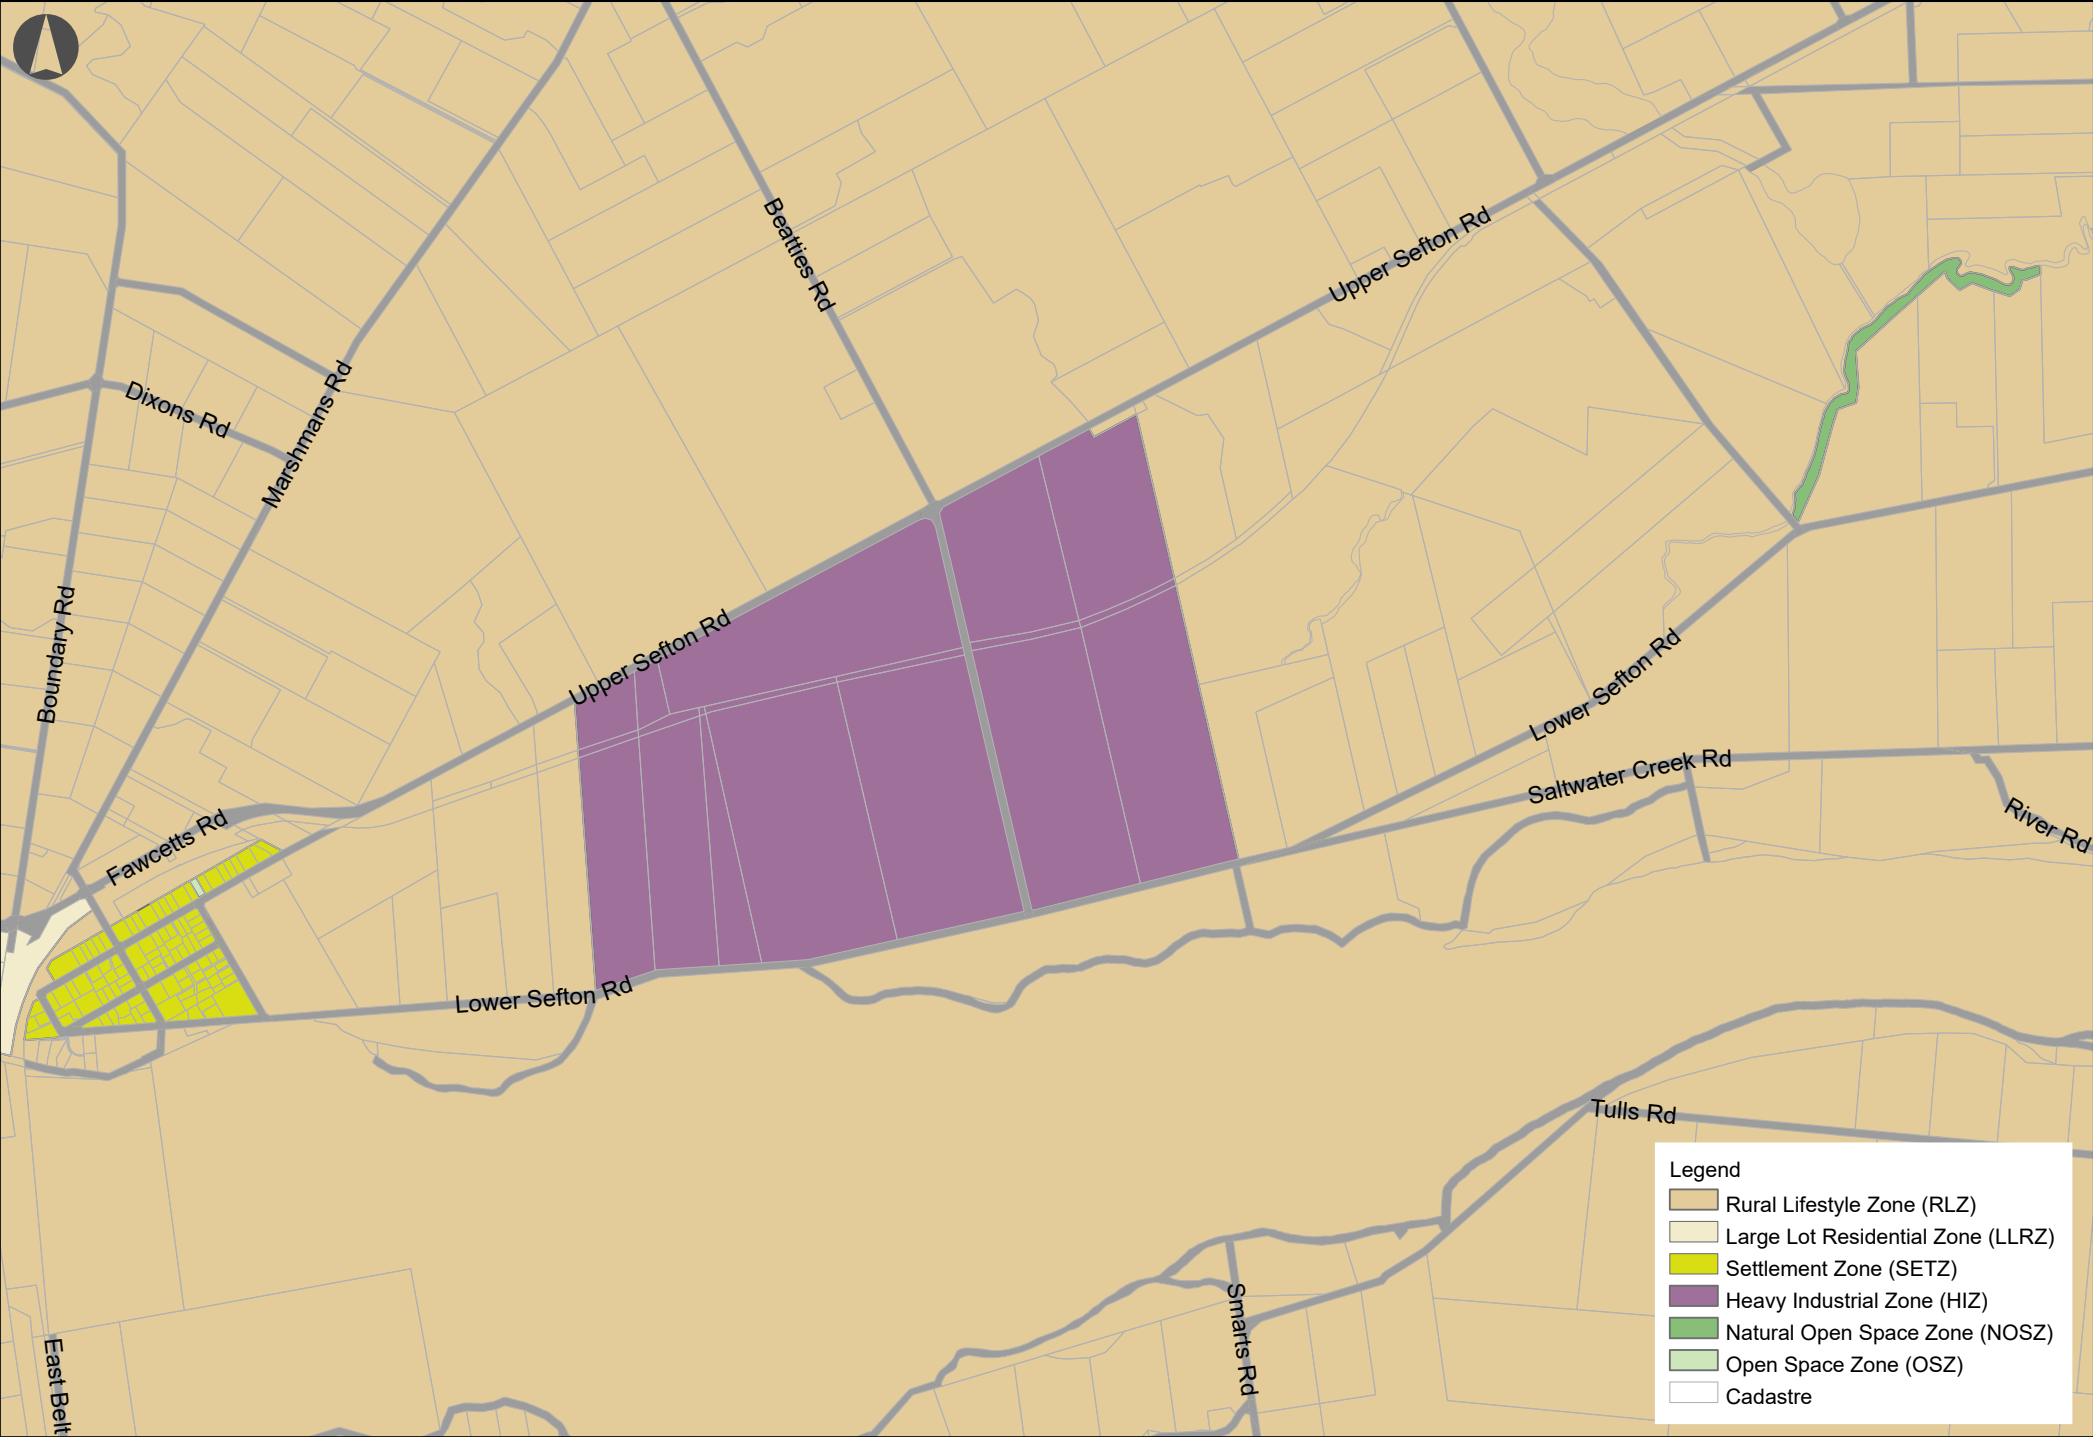 Beatties Rd
Upper Sefton Rd
Dixons Rd
Marshmans Rd
Boundary Rd
Upper Sefton Rd
Lower Sefton Rd
Saltwater Creek Rd
River Rd
Fawcetts Rd
Lower Sefton Rd
Tulls Rd
Smarts Rd
East Belt
Legend
Rural Lifestyle Zone (RLZ)
Large Lot Residential Zone (LLRZ)
Settlement Zone (SETZ)
Heavy Industrial Zone (HIZ)
Natural Open Space Zone (NOSZ)
Open Space Zone (OSZ)
Cadastre